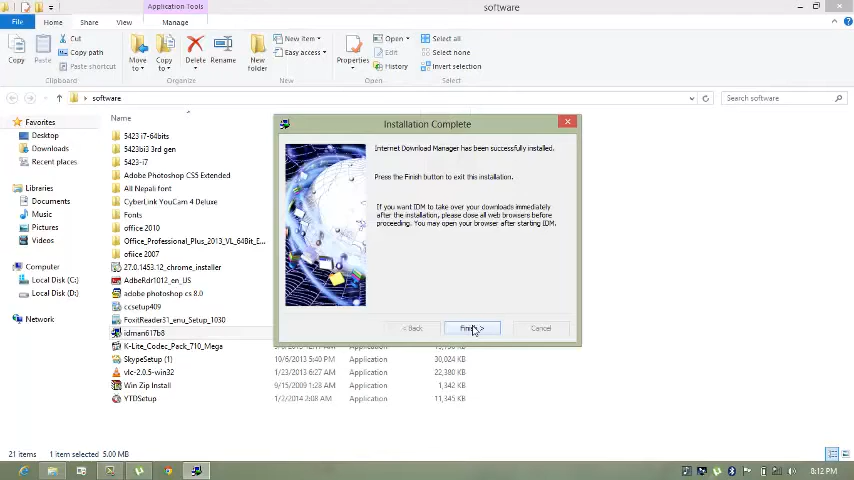 Application Tools
software
File
Home
Share
View
Manage
Copy
Paste
Cut
Copy path
Paste shortcut
Clipboard
Move to
Copy to
Delete
Rename
Organize
New folder
New item
Easy access
New
Properties
Open
Edit
History
Open
Select all
Select none
Invert selection
Select
software
Search software
Favorites
Desktop
Downloads
Recent places
Libraries
Documents
Music
Pictures
Videos
Computer
Local Disk (C:)
Local Disk (D:)
Network
Name
5423 i7-64bits
5423bi3 3rd gen
5423-i7
Adobe Photoshop CS5 Extended
All Nepali font
CyberLink YouCam 4 Deluxe
Fonts
office 2010
Office_Professional_Plus_2013_VL_64Bit_E...
ofiice 2007
27.0.1453.12_chrome_installer
AdbeRdr1012_en_US
adobe photoshop cs 8.0
ccsetup409
FoxitReader51_enu_Setup_1030
idman617b8
K-Lite_Codec_Pack_710_Mega
SkypeSetup (1)
10/6/2013 5:40 PM Application 30,024 KB
vlc-2.0.5-win32
1/23/2013 6:27 PM Application 22,380 KB
Win Zip Install
9/15/2009 1:28 AM Application 1,342 KB
YTDSetup
1/2/2014 2:08 AM Application 11,345 KB
Installation Complete
Internet Download Manager has been successfully installed.
Press the Finish button to exit this installation.
If you want IDM to take over your downloads immediately
after the installation, please close all web browsers before
proceeding. You may open your browser after starting IDM.
< Back
Finish >
Cancel
21 items
1 item selected 5.00 MB
8:12 PM